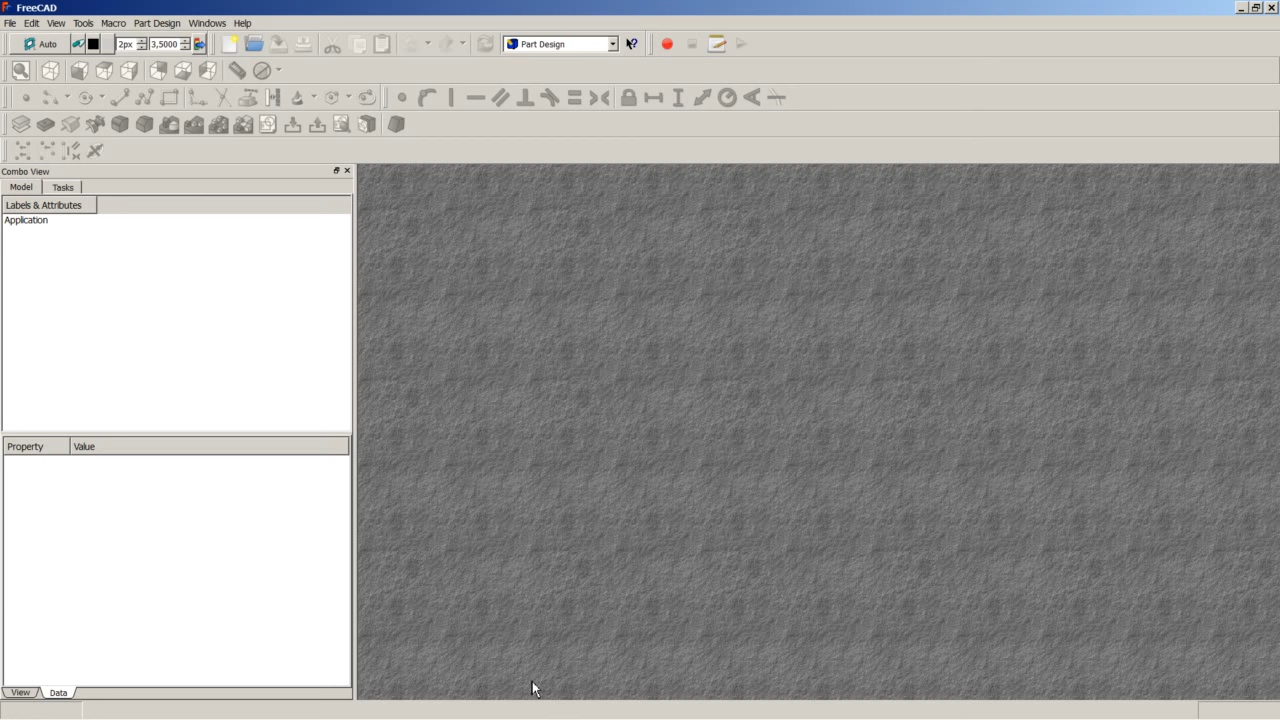 FreeCAD
File Edit View Tools Macro Part Design Windows Help
Auto 2px 3,5000 Part Design
Combo View
Model Tasks
Labels & Attributes
Application
Property Value
View Data